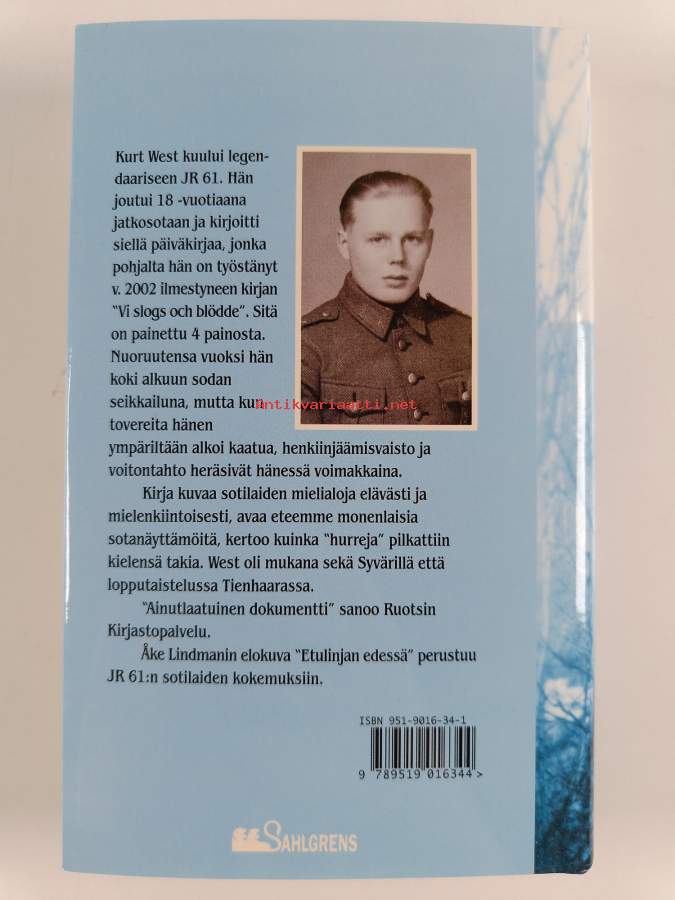 Kurt West kuului legen-
daariseen JR 61. Hän
joutui 18 -vuotiaana
jatkosotaan ja kirjoitti
siellä päiväkirjaa, jonka
pohjalta hän on työstänyt
v. 2002 ilmestyneen kirjan
"Vi slogs och blödde". Sitä
on painettu 4 painosta.
Nuoruutensa vuoksi hän
koki alkuun sodan
seikkailuna, mutta kun
antikvariaatti.net
tovereita hänen
ympäriltään alkoi kaatua, henkiinjäämisvaisto ja
voitontahto heräsivät hänessä voimakkaina.
Kirja kuvaa sotilaiden mielialoja elävästi ja
mielenkiintoisesti, avaa eteemme monenlaisia
sotanäyttämöitä, kertoo kuinka "hurreja" pilkattiin
kielensä takia. West oli mukana sekä Syvärillä että
lopputaistelussa Tienhaarassa.
"Ainutlaatuinen dokumentti" sanoo Ruotsin
Kirjastopalvelu.
Åke Lindmanin elokuva "Etulinjan edessä" perustuu
JR 61:n sotilaiden kokemuksiin.
ISBN 951-9016-34-1
9 789519 016344 >
SAHLGRENS